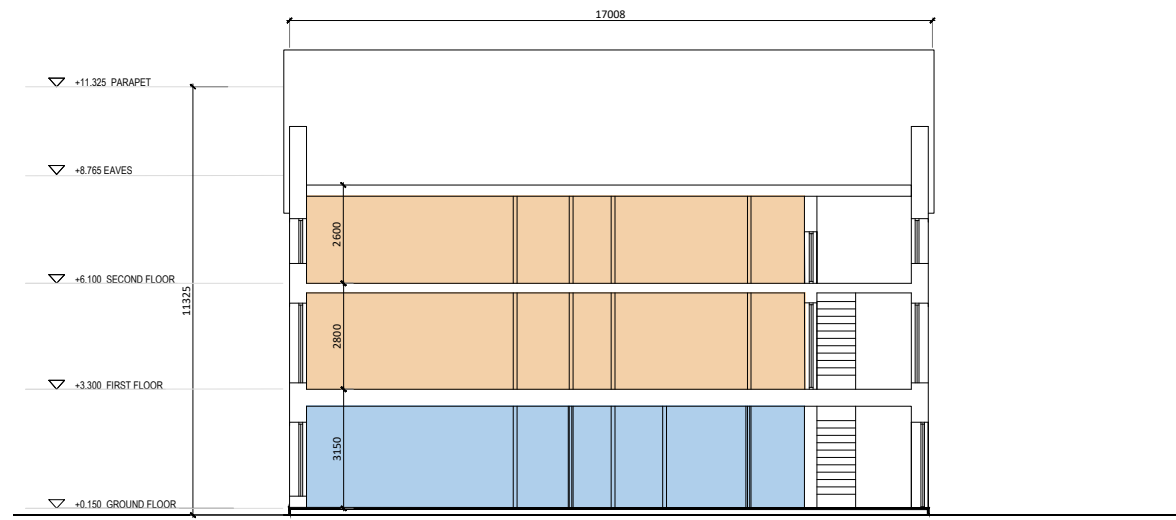 17008
+11.325 PARAPET
+8.765 EAVES
2600
+6.100 SECOND FLOOR
11325
2800
+3.300 FIRST FLOOR
3150
+0.150 GROUND FLOOR